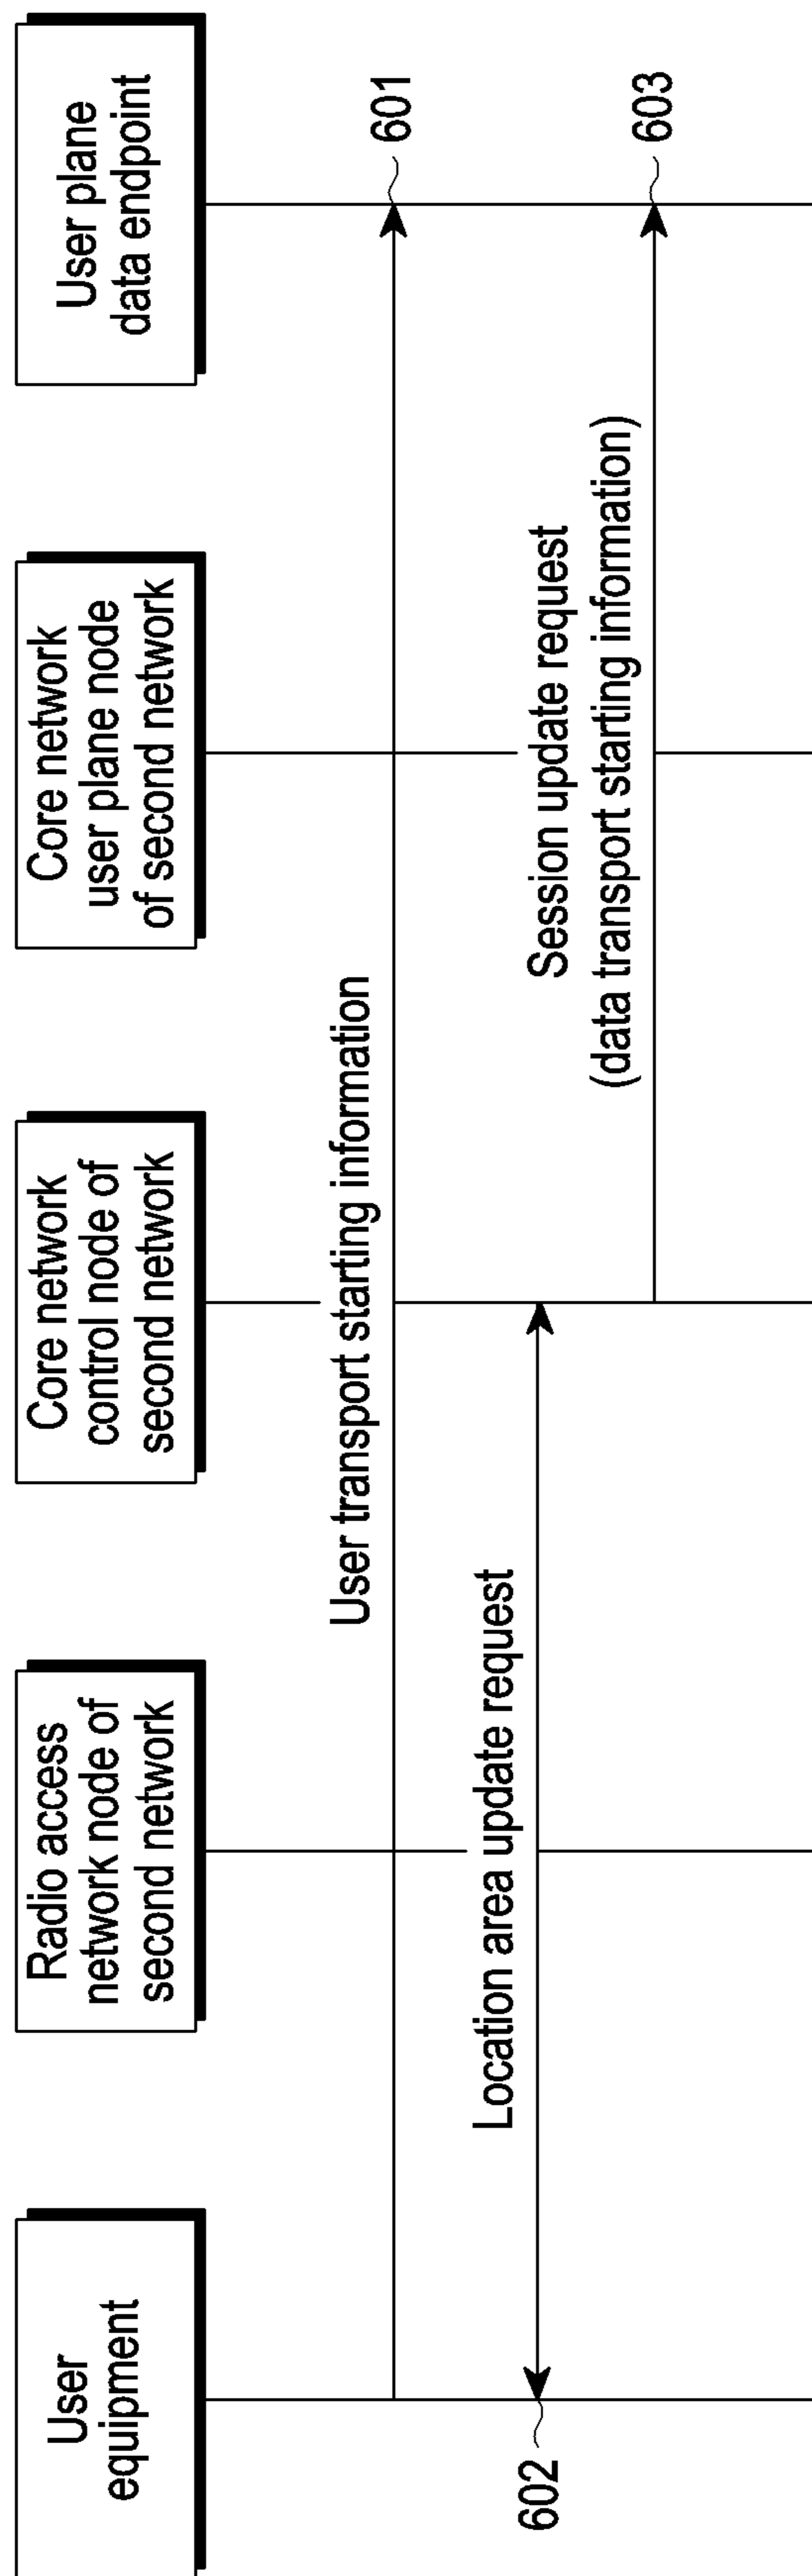 User
equipment
Radio access
network node of
second network
Core network
control node of
second network
Core network
user plane node
of second network
User plane
data endpoint
User transport starting information
601
Location area update request
602
Session update request
(data transport starting information)
603